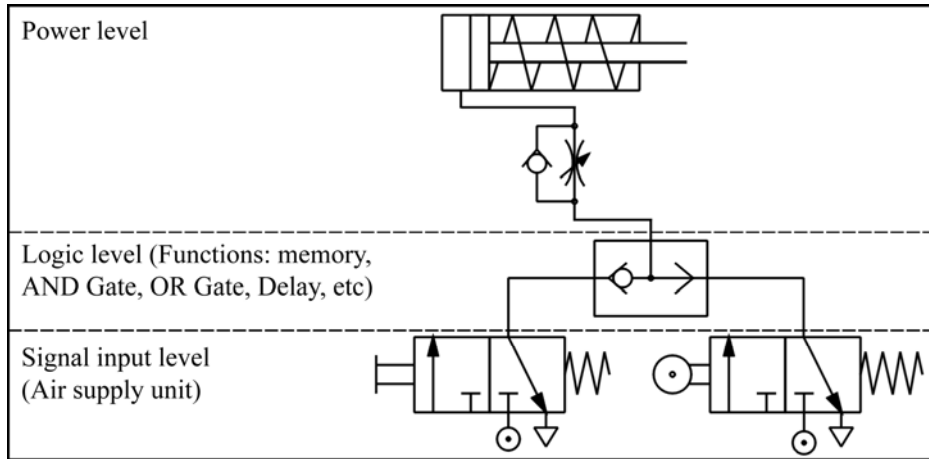 Power level
Logic level (Functions: memory,
AND Gate, OR Gate, Delay, etc)
Signal input level
(Air supply unit)